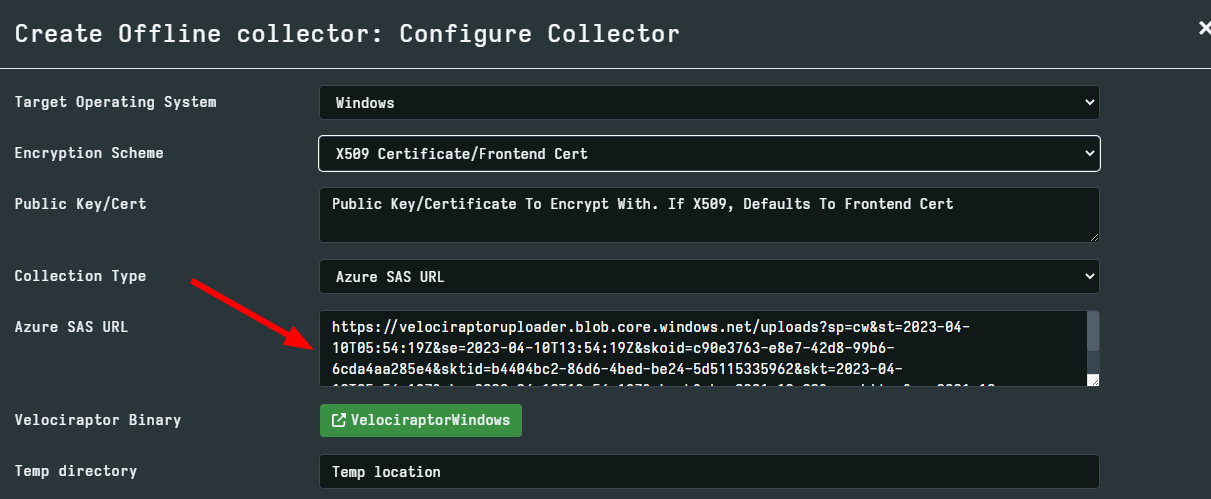 Create Offline collector: Configure Collector
Target Operating System
Windows
Encryption Scheme
X509 Certificate/Frontend Cert
Public Key/Cert
Public Key/Certificate To Encrypt With. If X509, Defaults To Frontend Cert
Collection Type
Azure SAS URL
Azure SAS URL
https://velociraptoruploader.blob.core.windows.net/uploads?sp=cw&st=2023-04-
10T05:54:19Z&se=2023-04-10T13:54:19Z&skoid=c90e3763-e8e7-42d8-99b6-
6cda4aa285e4&sktid=b4404bc2-86d6-4bed-be24-5d5115335962&skt=2023-04-
Velociraptor Binary
VelociraptorWindows
Temp directory
Temp location